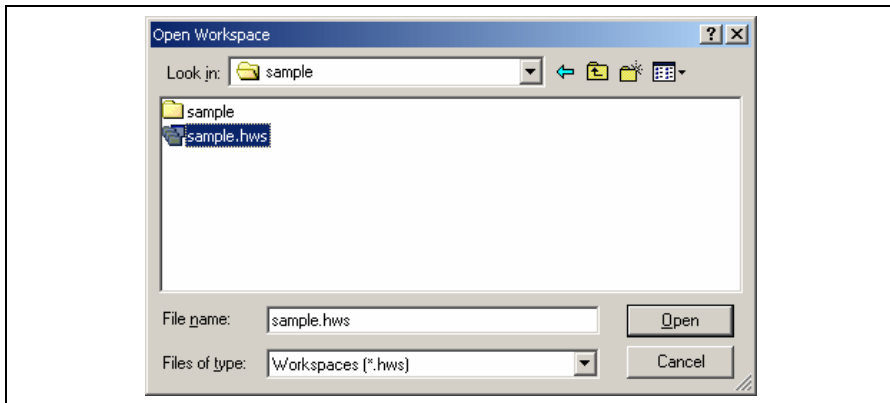 Open Workspace
Look in: sample
sample
sample.hws
File name: sample.hws Open
Files of type: Workspaces (*.hws) Cancel